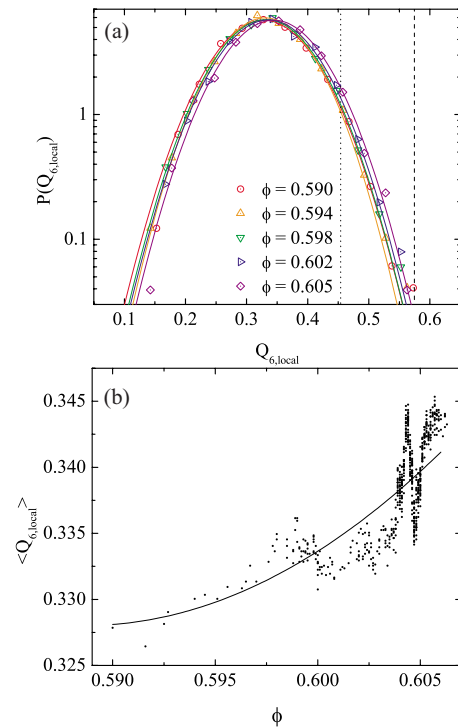 (a)
P(Q6,local)
1
0.1
ϕ = 0.590
ϕ = 0.594
ϕ = 0.598
ϕ = 0.602
ϕ = 0.605
0.1 0.2 0.3 0.4 0.5 0.6
Q6,local
(b)
<Q6,local>
0.345
0.340
0.335
0.330
0.325
0.590 0.595 0.600 0.605
ϕ